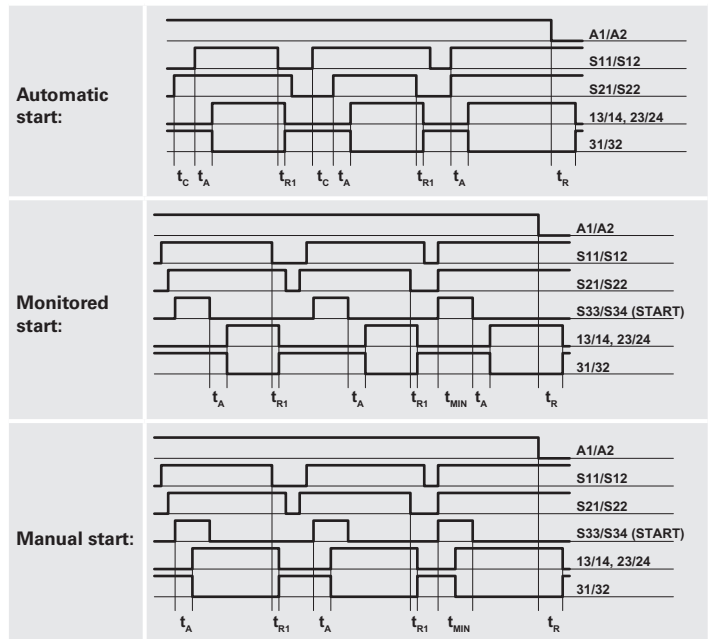 Automatic
start:
A1/A2
S11/S12
S21/S22
13/14, 23/24
31/32
tC tA tR1 tC tA tR1 tA tR
Monitored
start:
A1/A2
S11/S12
S21/S22
S33/S34 (START)
13/14, 23/24
31/32
tA tR1 tA tR1 tMIN tA tR
Manual start:
A1/A2
S11/S12
S21/S22
S33/S34 (START)
13/14, 23/24
31/32
tA tR1 tA tR1 tMIN tR